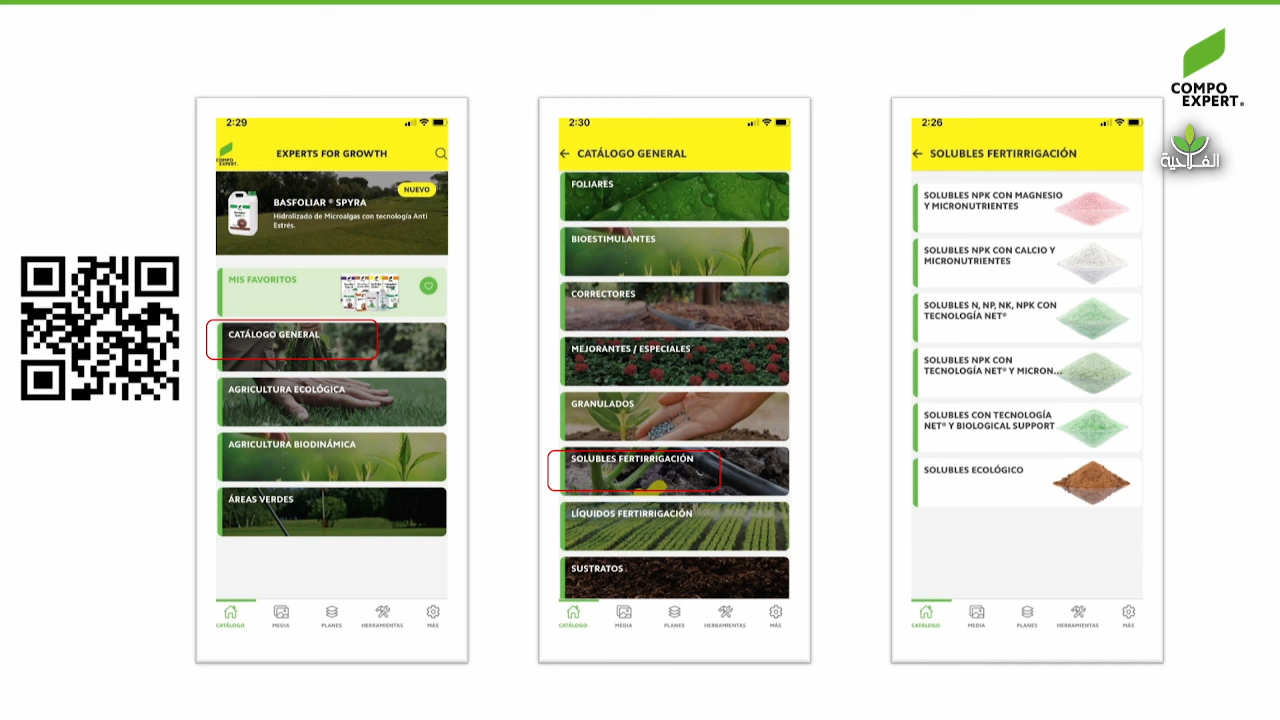 COMPO
EXPERT®
الفلاحية
2:29
COMPO
EXPERT.
EXPERTS FOR GROWTH
NUEVO
BASFOLIAR ® SPYRA
Hidrolizado de Microalgas con tecnología Anti
Estrés.
MIS FAVORITOS
CATÁLOGO GENERAL
AGRICULTURA ECOLÓGICA
AGRICULTURA BIODINÁMICA
ÁREAS VERDES
CATÁLOGO
MEDIA
PLANES
HERRAMIENTAS
MÁS
2:30
CATÁLOGO GENERAL
FOLIARES
BIOESTIMULANTES
CORRECTORES
MEJORANTES / ESPECIALES
GRANULADOS
SOLUBLES FERTIRRIGACIÓN
LÍQUIDOS FERTIRRIGACIÓN
SUSTRATOS
CATÁLOGO
MEDIA
PLANES
HERRAMIENTAS
MÁS
2:26
SOLUBLES FERTIRRIGACIÓN
SOLUBLES NPK CON MAGNESIO
Y MICRONUTRIENTES
SOLUBLES NPK CON CALCIO Y
MICRONUTRIENTES
SOLUBLES N, NP, NK, NPK CON
TECNOLOGÍA NET®
SOLUBLES NPK CON
TECNOLOGÍA NET® Y MICRON...
SOLUBLES CON TECNOLOGÍA
NET® Y BIOLOGICAL SUPPORT
SOLUBLES ECOLÓGICO
CATÁLOGO
MEDIA
PLANES
HERRAMIENTAS
MÁS